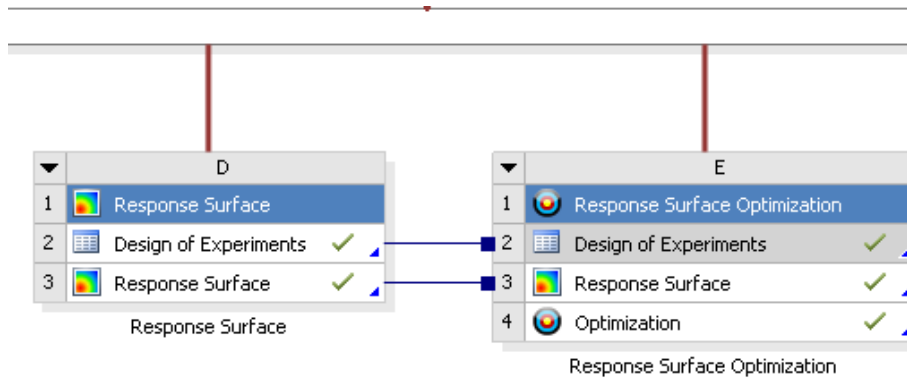 D
1 Response Surface
2 Design of Experiments
3 Response Surface
Response Surface
E
1 Response Surface Optimization
2 Design of Experiments
3 Response Surface
4 Optimization
Response Surface Optimization